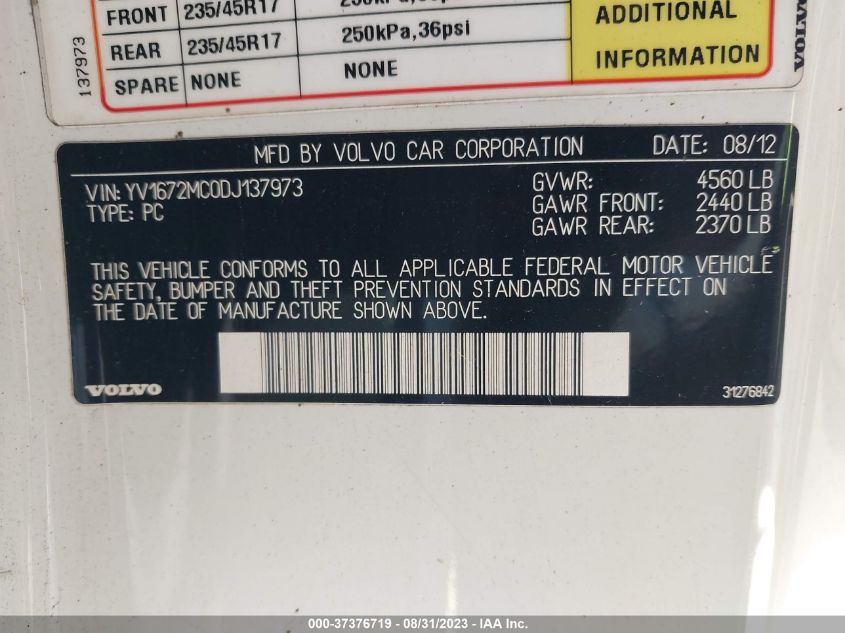 FRONT 235/45R17
ADDITIONAL
REAR 235/45R17 250kPa,36psi
INFORMATION
SPARE NONE NONE
137973
VOLVO
MFD BY VOLVO CAR CORPORATION DATE: 08/12
VIN: YV1672MC0DJ137973 GVWR: 4560 LB
TYPE: PC GAWR FRONT: 2440 LB
GAWR REAR: 2370 LB
THIS VEHICLE CONFORMS TO ALL APPLICABLE FEDERAL MOTOR VEHICLE
SAFETY, BUMPER AND THEFT PREVENTION STANDARDS IN EFFECT ON
THE DATE OF MANUFACTURE SHOWN ABOVE.
VOLVO 31276842
000-37376719 - 08/31/2023 - IAA Inc.